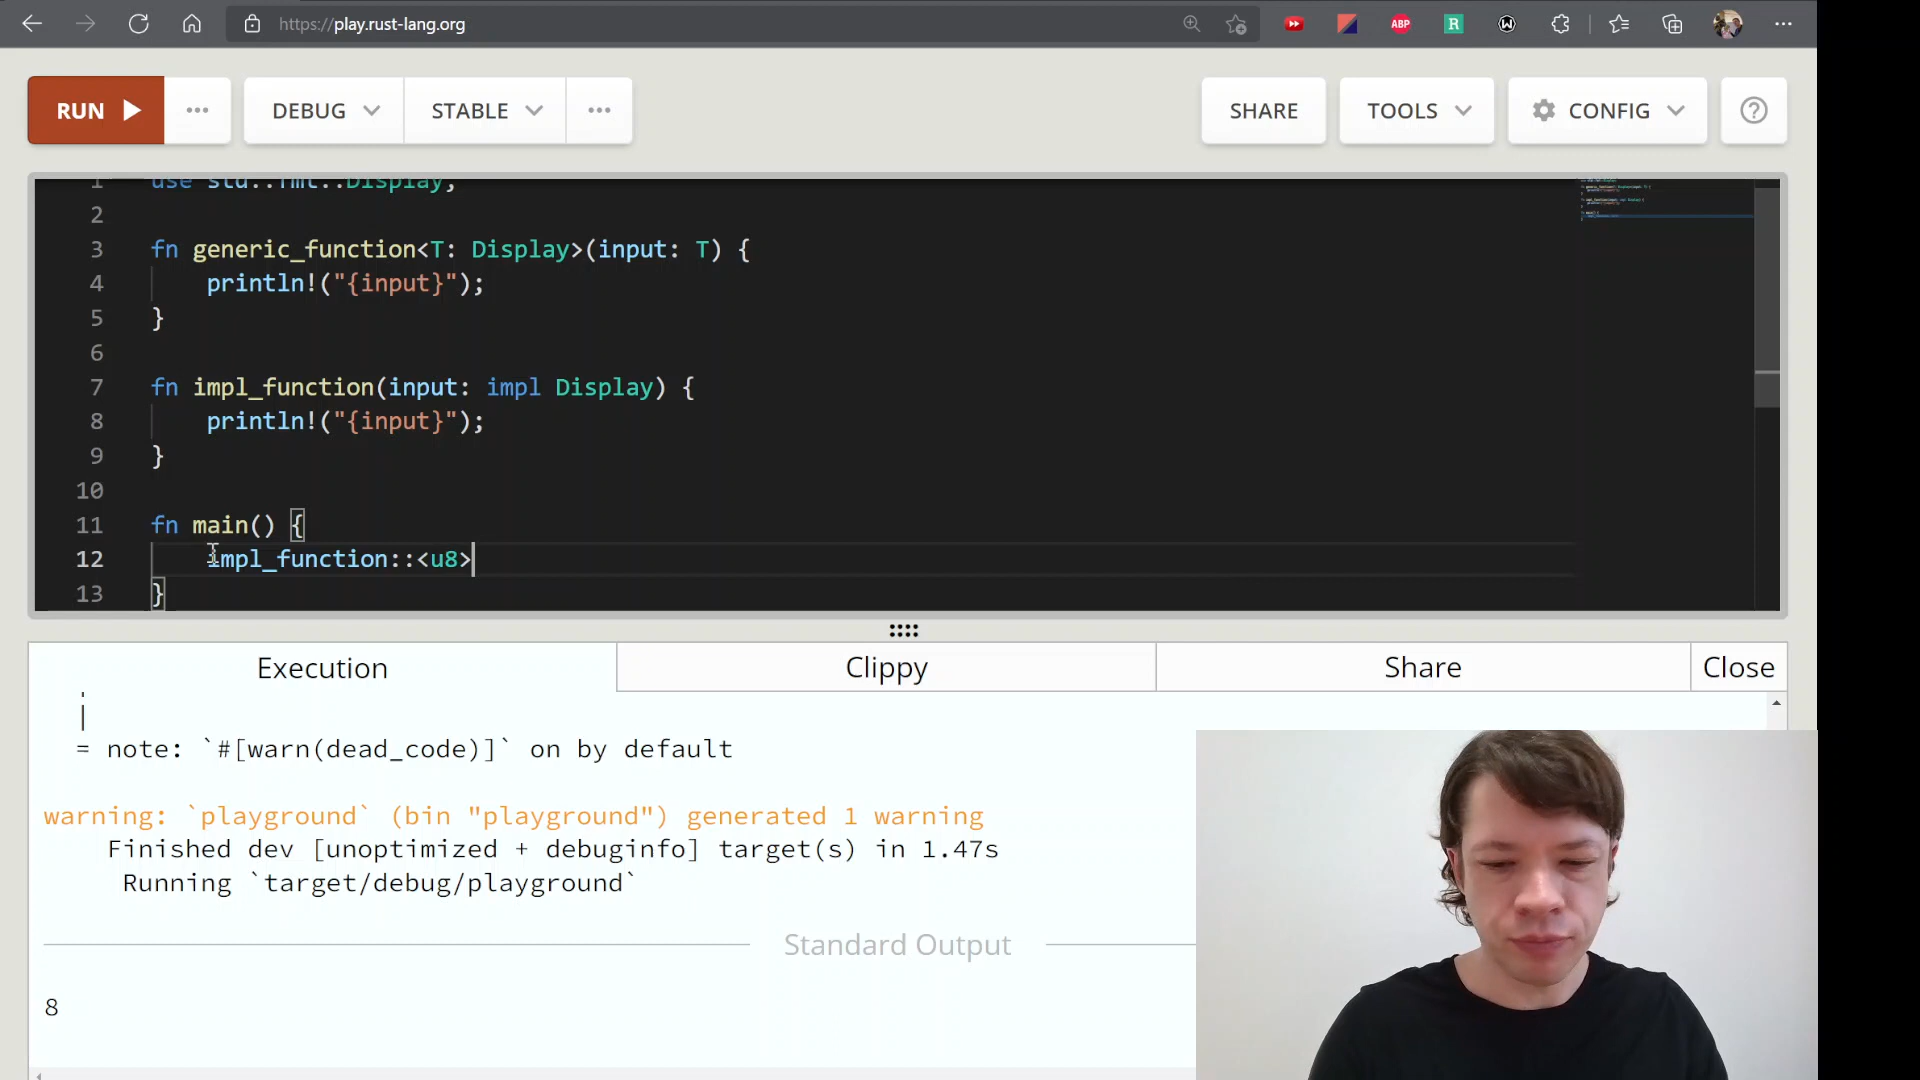 https://play.rust-lang.org
ABP
R
RUN
DEBUG
STABLE
SHARE
TOOLS
CONFIG
1 use std::fmt::Display;
2
3 fn generic_function<T: Display>(input: T) {
4 println!("{input}");
5 }
6
7 fn impl_function(input: impl Display) {
8 println!("{input}");
9 }
10
11 fn main() {
12 impl_function::<u8>
13 }
Execution
Clippy
Share
Close
|
= note: `#[warn(dead_code)]` on by default
warning: `playground` (bin "playground") generated 1 warning
Finished dev [unoptimized + debuginfo] target(s) in 1.47s
Running `target/debug/playground`
Standard Output
8